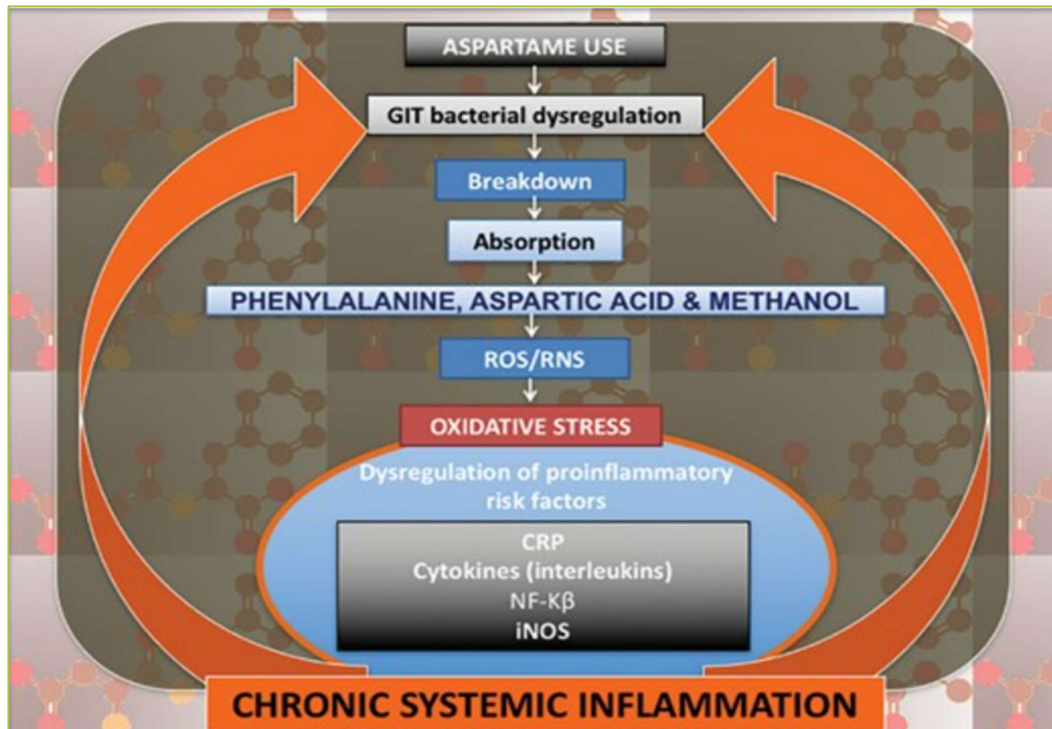 ASPARTAME USE
GIT bacterial dysregulation
Breakdown
Absorption
PHENYLALANINE, ASPARTIC ACID & METHANOL
ROS/RNS
OXIDATIVE STRESS
Dysregulation of proinflammatory
risk factors
CRP
Cytokines (interleukins)
NF-Kβ
iNOS
CHRONIC SYSTEMIC INFLAMMATION